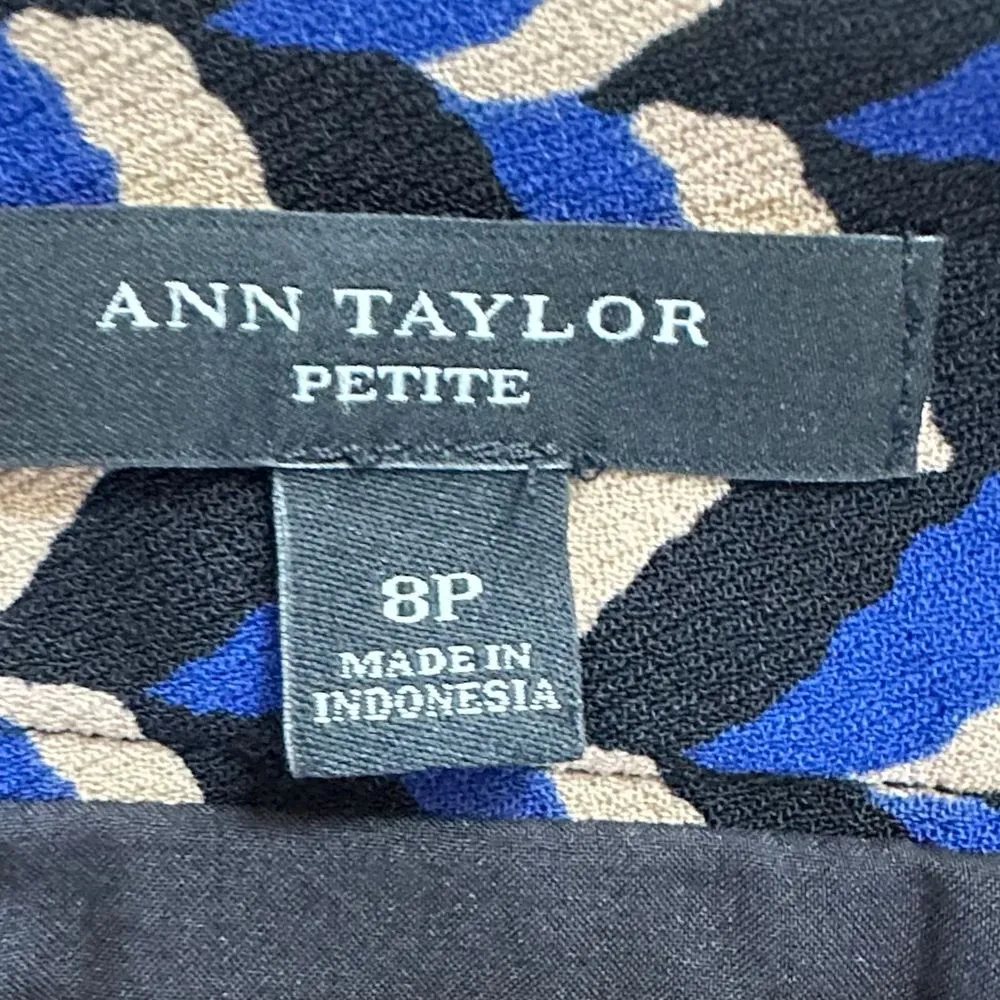 ANN TAYLOR
PETITE
8P
MADE IN
INDONESIA